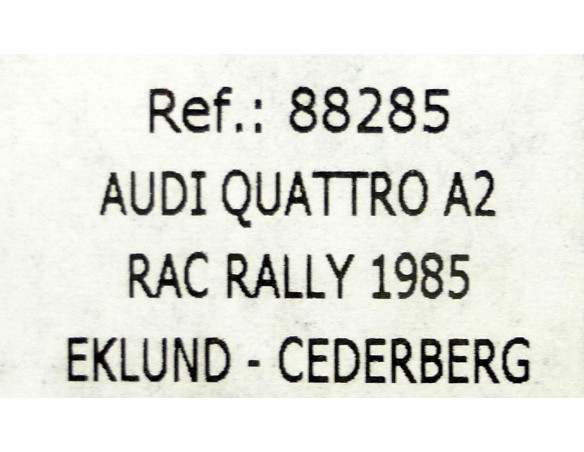 Ref.: 88285
AUDI QUATTRO A2
RAC RALLY 1985
EKLUND - CEDERBERG